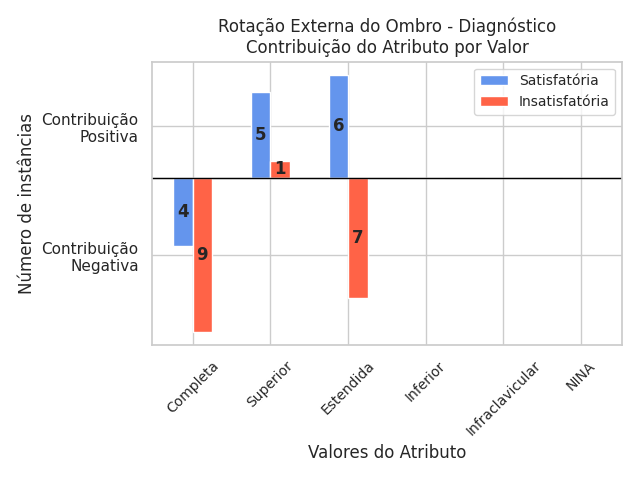 Rotação Externa do Ombro - Diagnóstico
Contribuição do Atributo por Valor
Satisfatória
Insatisfatória
Número de instâncias
Contribuição
Positiva
Contribuição
Negativa
4
9
5
1
6
7
Completa
Superior
Estendida
Inferior
Infraclavicular
NINA
Valores do Atributo